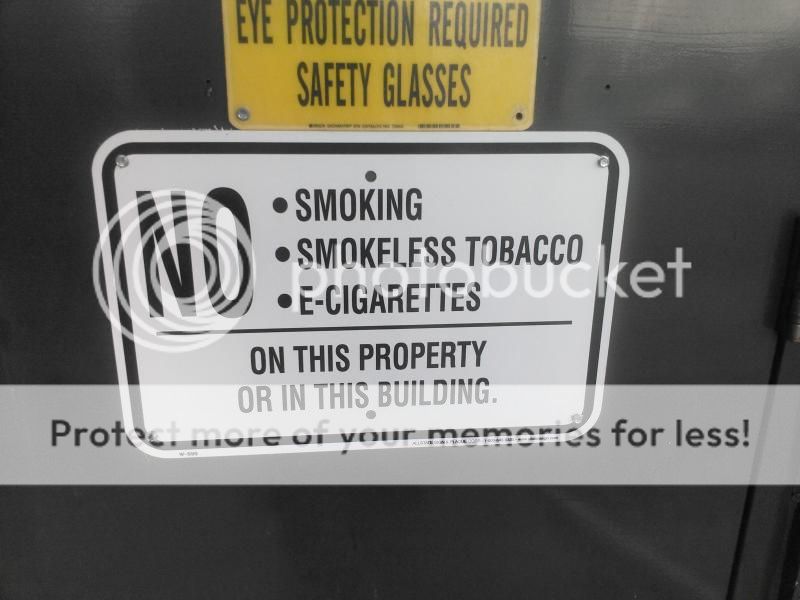 EYE PROTECTION REQUIRED
SAFETY GLASSES
NO
• SMOKING
• SMOKELESS TOBACCO
• E-CIGARETTES
photobucket
ON THIS PROPERTY
OR IN THIS BUILDING.
Protect more of your memories for less!